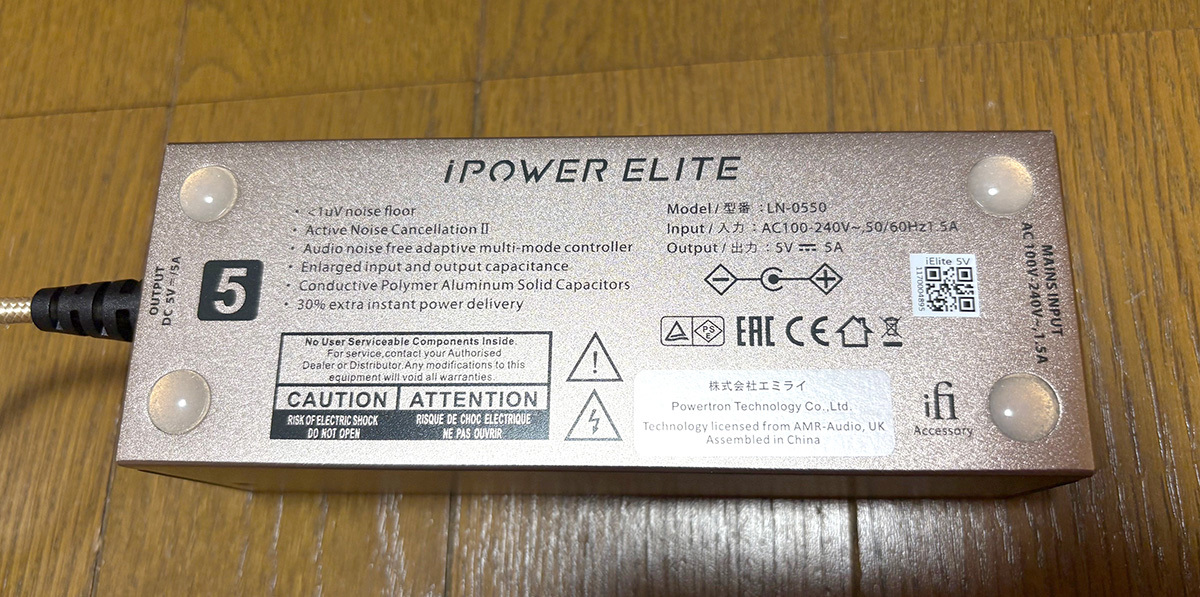 iPOWER ELITE
・<1uV noise floor
・Active Noise Cancellation II
・Audio noise free adaptive multi-mode controller
・Enlarged input and output capacitance
・Conductive Polymer Aluminum Solid Capacitors
・30% extra instant power delivery
Model / 型番 : LN-0550
Input / 入力 : AC100-240V~,50/60Hz1.5A
Output / 出力 : 5V ⎓ 5A
OUTPUT
DC 5V ⎓/5A
5
iElite 5V
1170004895
MAINS INPUT
AC 100V-240V~1.5A
PSE
EAC CE
No User Serviceable Components Inside.
For service,contact your Authorised
Dealer or Distributor.Any modifications to this
equipment will void all warranties.
CAUTION ATTENTION
RISK OF ELECTRIC SHOCK
DO NOT OPEN
RISQUE DE CHOC ELECTRIQUE
NE PAS OUVRIR
株式会社エミライ
Powertron Technology Co.,Ltd.
Technology licensed from AMR-Audio, UK
Assembled in China
ifi
Accessory